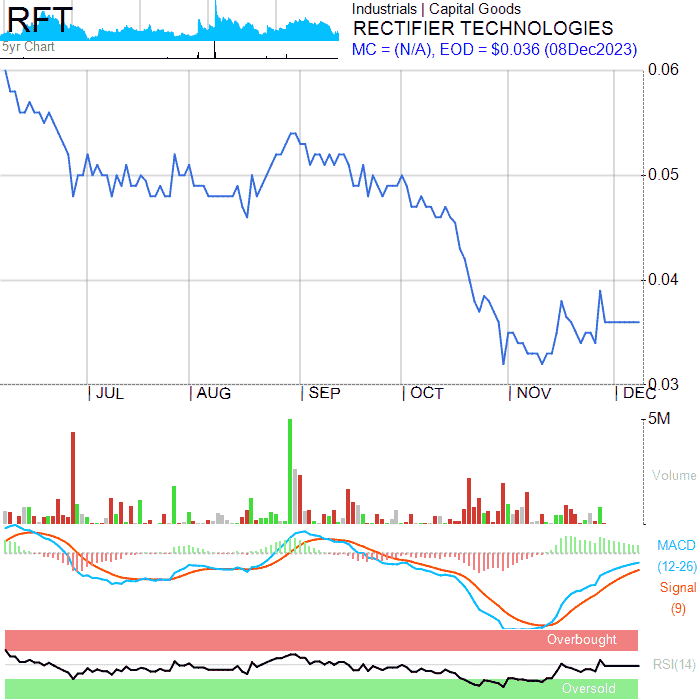 RFT
5yr Chart
Industrials | Capital Goods
RECTIFIER TECHNOLOGIES
MC = (N/A), EOD = $0.036 (08Dec2023)
0.06
0.05
0.04
0.03
JUL AUG SEP OCT NOV DEC
5M
Volume
MACD
(12-26)
Signal
(9)
Overbought
RSI(14)
Oversold